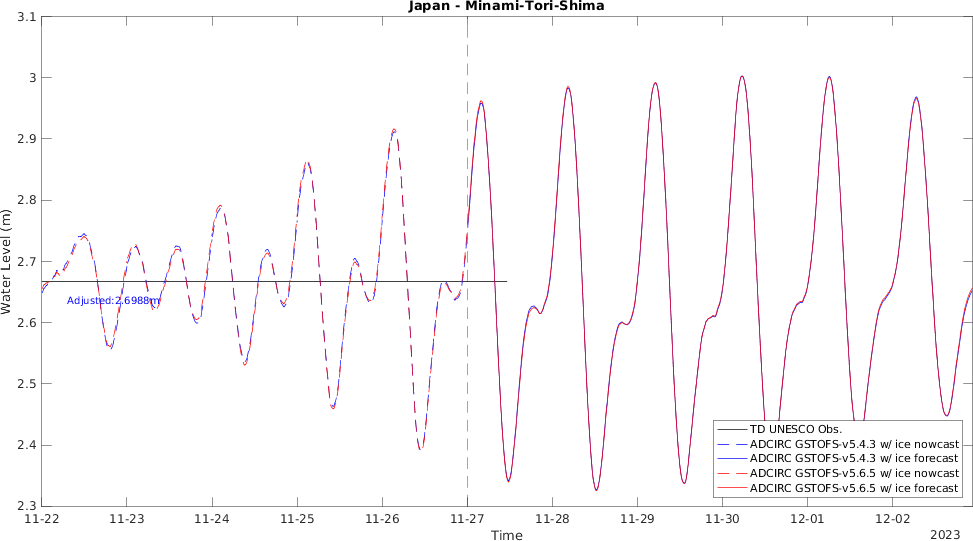 Japan - Minami-Tori-Shima
3.1
3
2.9
2.8
2.7
2.6
2.5
2.4
2.3
Water Level (m)
Adjusted:2.6988m
TD UNESCO Obs.
ADCIRC GSTOFS-v5.4.3 w/ ice nowcast
ADCIRC GSTOFS-v5.4.3 w/ ice forecast
ADCIRC GSTOFS-v5.6.5 w/ ice nowcast
ADCIRC GSTOFS-v5.6.5 w/ ice forecast
11-22 11-23 11-24 11-25 11-26 11-27 11-28 11-29 11-30 12-01 12-02
Time
2023